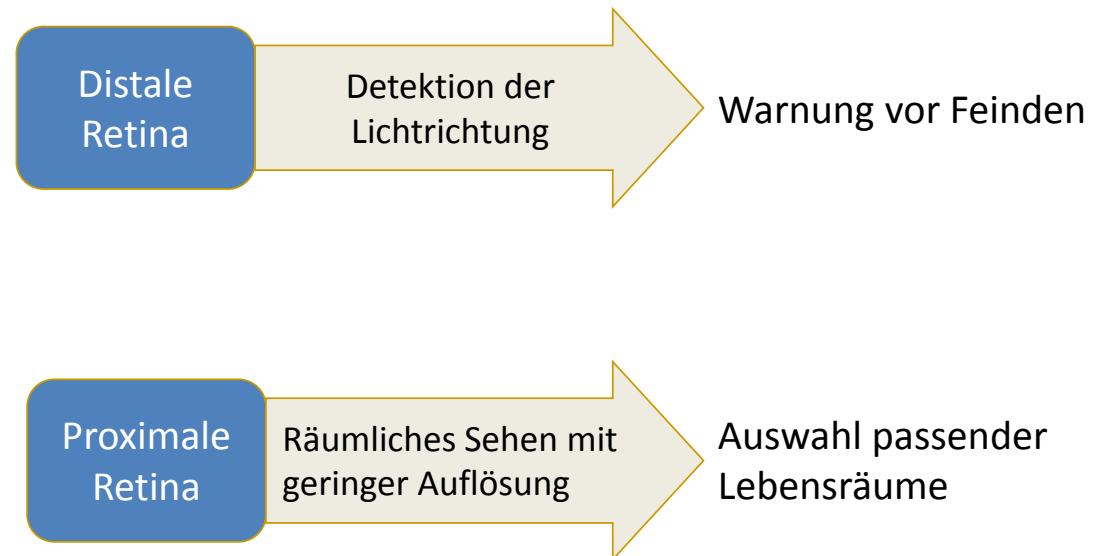 Distale
Retina
Detektion der
Lichtrichtung
Warnung vor Feinden
Proximale
Retina
Räumliches Sehen mit
geringer Auflösung
Auswahl passender
Lebensräume